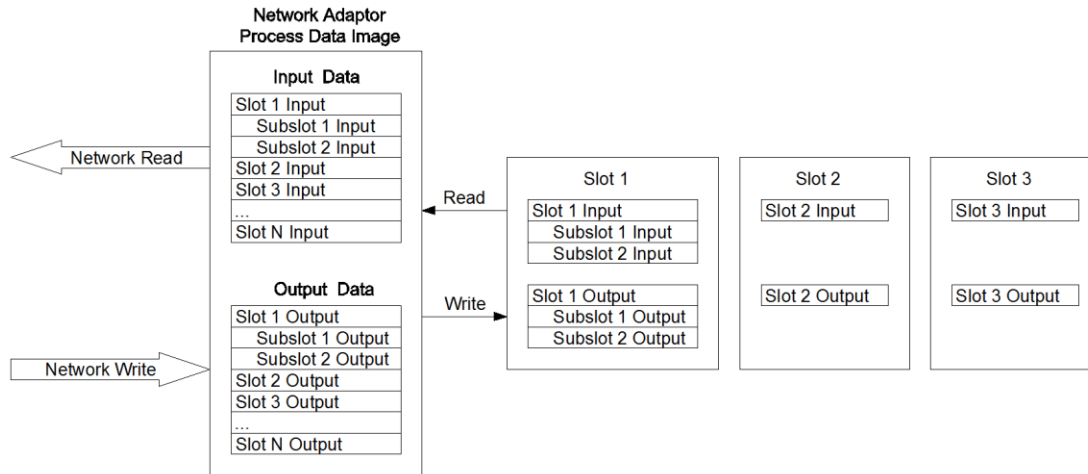 Network Adaptor
Process Data Image
Input Data
Slot 1 Input
Subslot 1 Input
Subslot 2 Input
Slot 2 Input
Slot 3 Input
...
Slot N Input
Network Read
Output Data
Slot 1 Output
Subslot 1 Output
Subslot 2 Output
Slot 2 Output
Slot 3 Output
...
Slot N Output
Network Write
Read
Write
Slot 1
Slot 1 Input
Subslot 1 Input
Subslot 2 Input
Slot 1 Output
Subslot 1 Output
Subslot 2 Output
Slot 2
Slot 2 Input
Slot 2 Output
Slot 3
Slot 3 Input
Slot 3 Output